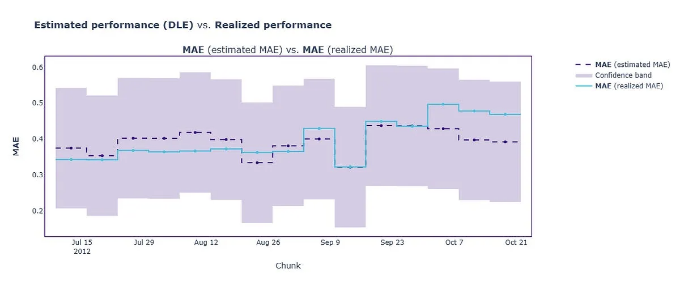 Estimated performance (DLE) vs. Realized performance
MAE (estimated MAE) vs. MAE (realized MAE)
MAE (estimated MAE)
Confidence band
MAE (realized MAE)
MAE
0.6
0.5
0.4
0.3
0.2
Jul 15 Jul 29 Aug 12 Aug 26 Sep 9 Sep 23 Oct 7 Oct 21
2012
Chunk